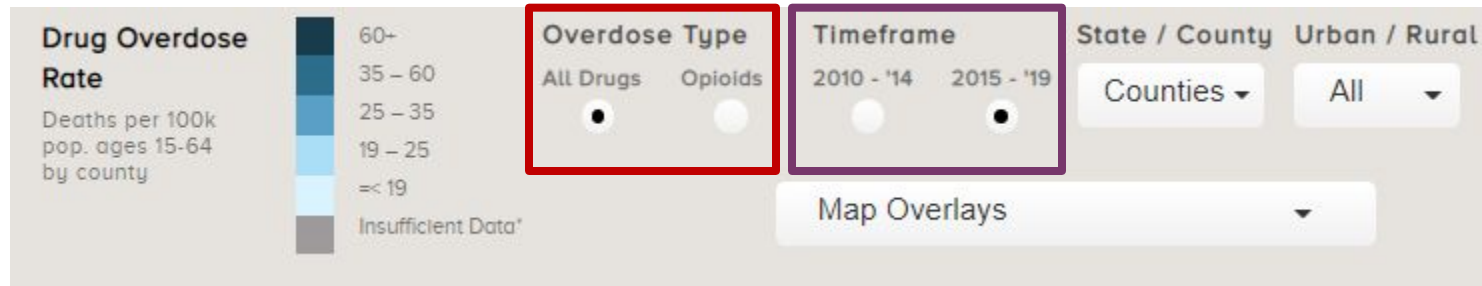 Drug Overdose
Rate
Deaths per 100k
pop. ages 15-64
by county
60+
35 – 60
25 – 35
19 – 25
=< 19
Insufficient Data*
Overdose Type
All Drugs Opioids
Timeframe
2010 - '14 2015 - '19
State / County
Counties
Urban / Rural
All
Map Overlays